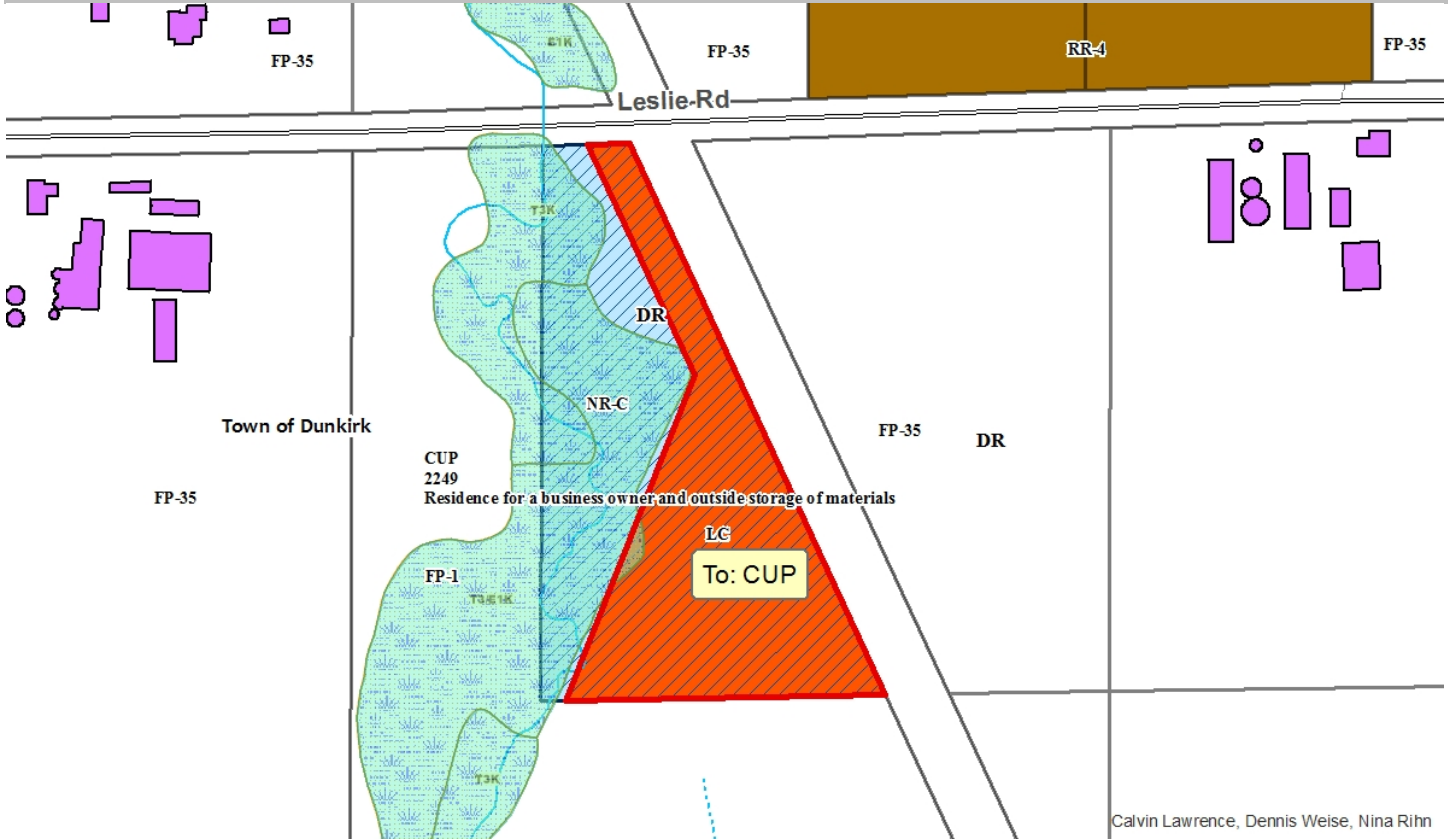 E1K
FP-35
FP-35
RR-4
FP-35
Leslie-Rd
T3K
DR
NR-C
Town of Dunkirk
FP-35
DR
CUP
2249
Residence for a business owner and outside storage of materials
FP-35
LC
To: CUP
FP-1
T3/E1K
T3K
Calvin Lawrence, Dennis Weise, Nina Rihn